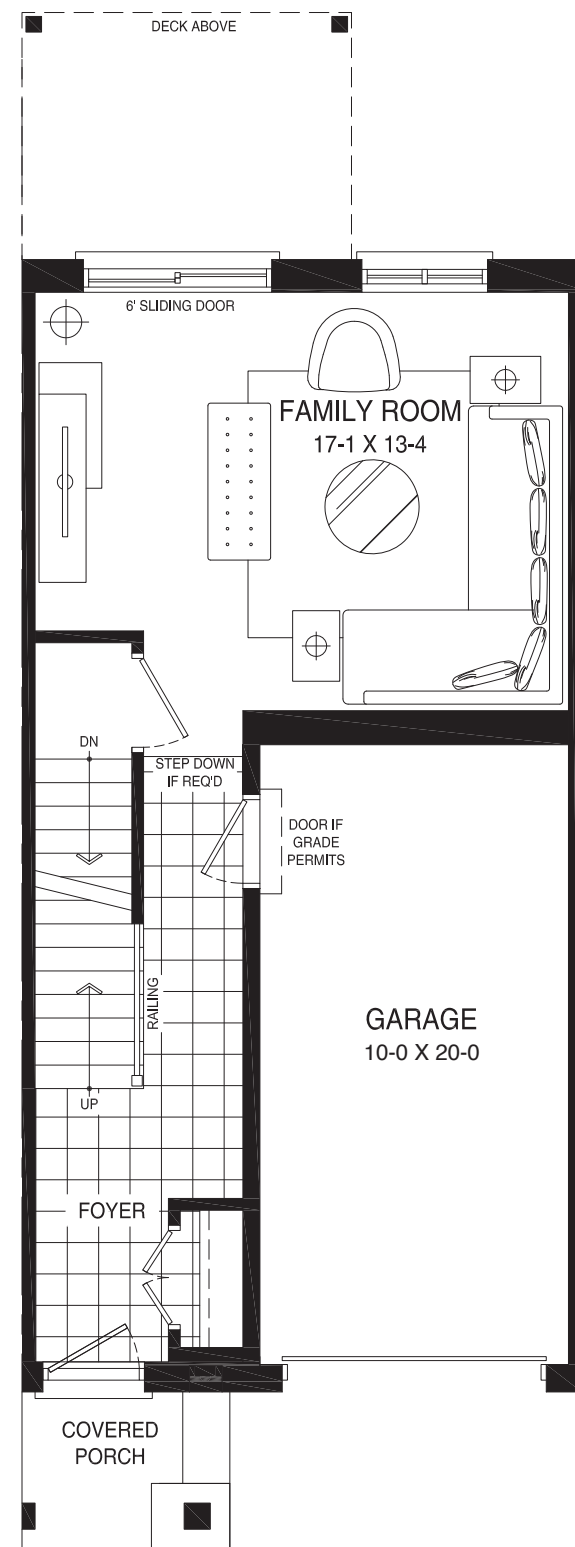 DECK ABOVE
6' SLIDING DOOR
FAMILY ROOM
17-1 X 13-4
DN
STEP DOWN
IF REQ'D
DOOR IF
GRADE
PERMITS
RAILING
GARAGE
10-0 X 20-0
UP
FOYER
COVERED
PORCH